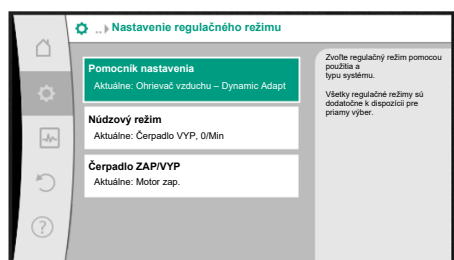 .. Nastavenie regulačného režimu
Pomocník nastavenia
Aktuálne: Ohrievač vzduchu – Dynamic Adapt
Núdzový režim
Aktuálne: Čerpadlo VYP, 0/Min
Čerpadlo ZAP/VYP
Aktuálne: Motor zap.
Zvoľte regulačný režim pomocou
použitia a
typu systému.
Všetky regulačné režimy sú
dodatočne k dispozícii pre
priamy výber.